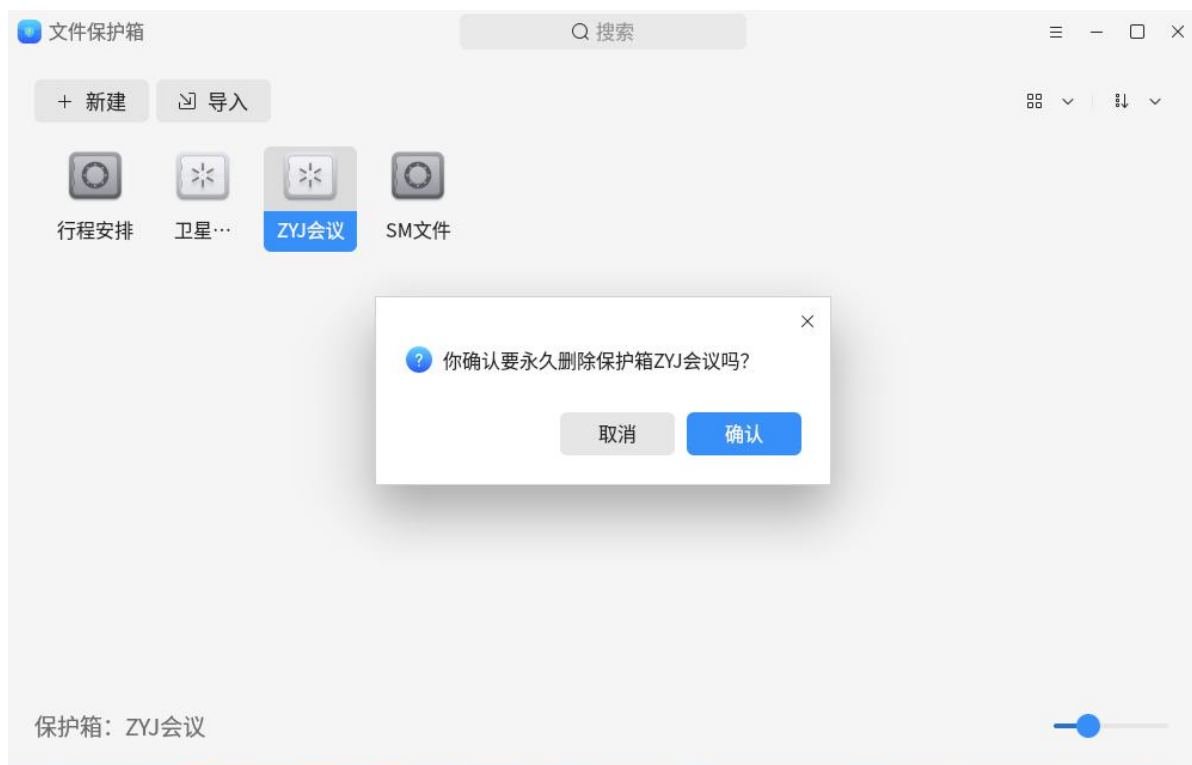 文件保护箱
搜索
新建
导入
行程安排
卫星…
ZYJ会议
SM文件
你确认要永久删除保护箱ZYJ会议吗?
取消
确认
保护箱：ZYJ会议